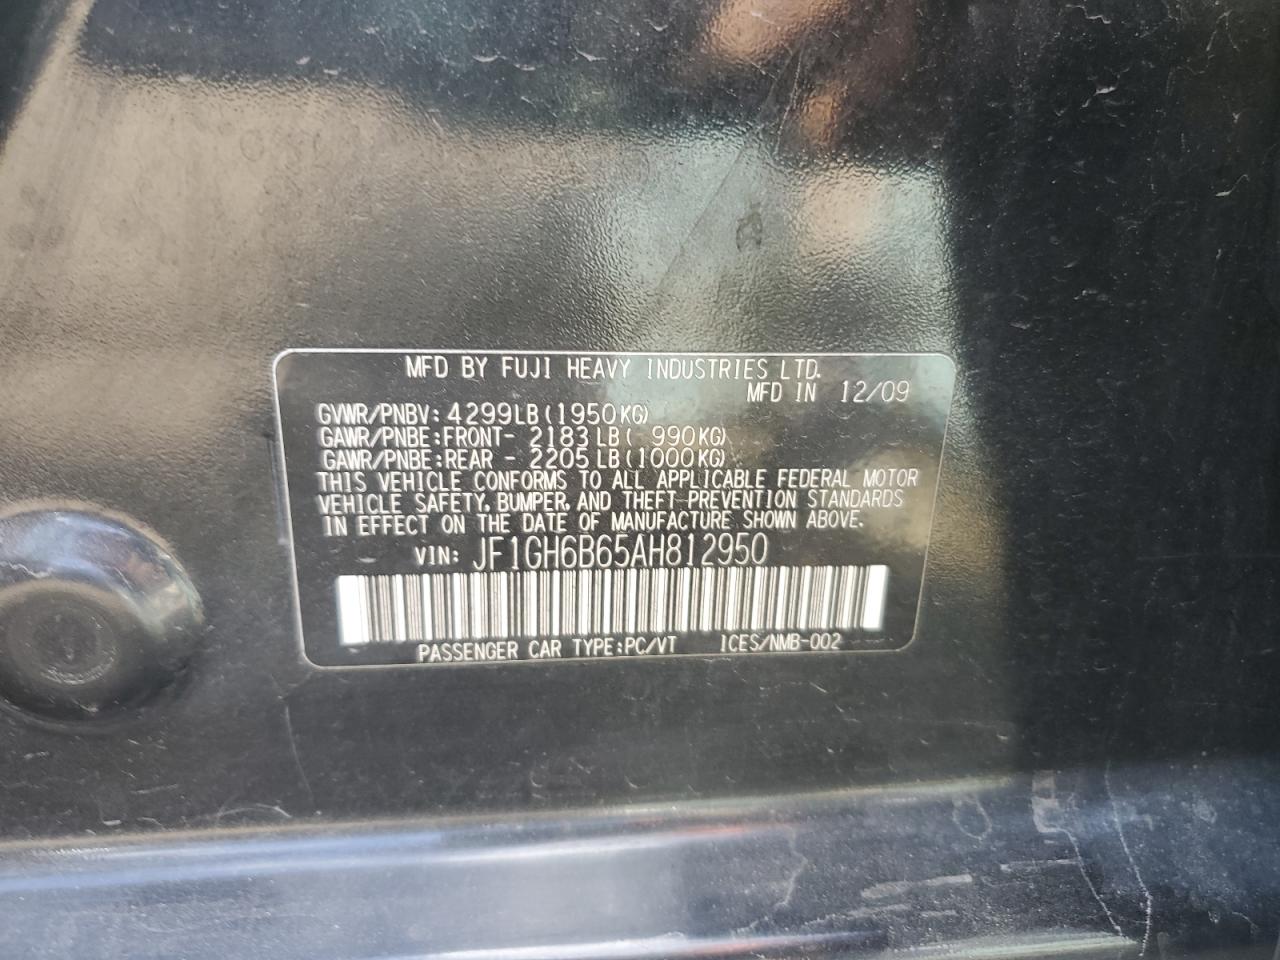 MFD BY FUJI HEAVY INDUSTRIES LTD.
MFD IN 12/09
GVWR/PNBV: 4299LB(1950KG)
GAWR/PNBE:FRONT- 2183LB( 990KG)
GAWR/PNBE:REAR - 2205LB(1000KG)
THIS VEHICLE CONFORMS TO ALL APPLICABLE FEDERAL MOTOR
VEHICLE SAFETY, BUMPER, AND THEFT PREVENTION STANDARDS
IN EFFECT ON THE DATE OF MANUFACTURE SHOWN ABOVE.
VIN: JF1GH6B65AH812950
PASSENGER CAR TYPE:PC/VT ICES/NMB-002